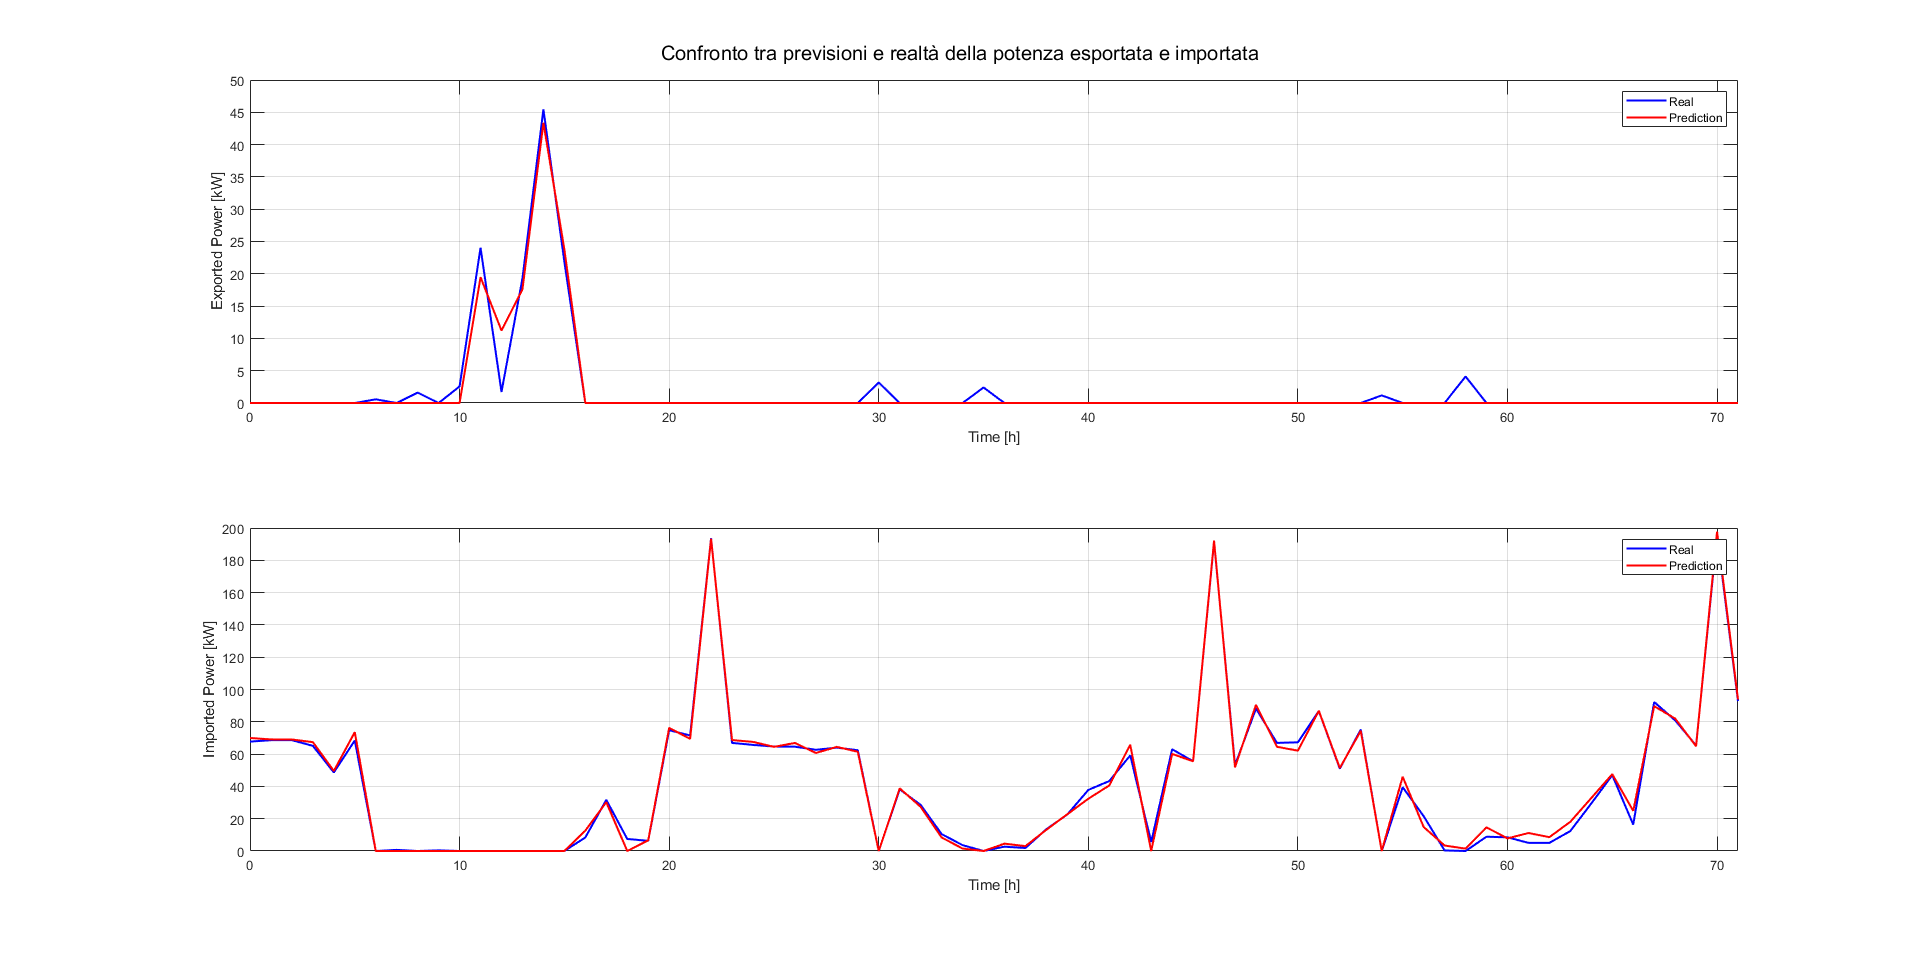 Confronto tra previsioni e realtà della potenza esportata e importata
50
45
40
35
30
25
20
15
10
5
0
Exported Power [kW]
Real
Prediction
0 10 20 30 40 50 60 70
Time [h]
200
180
160
140
120
100
80
60
40
20
0
Imported Power [kW]
Real
Prediction
0 10 20 30 40 50 60 70
Time [h]